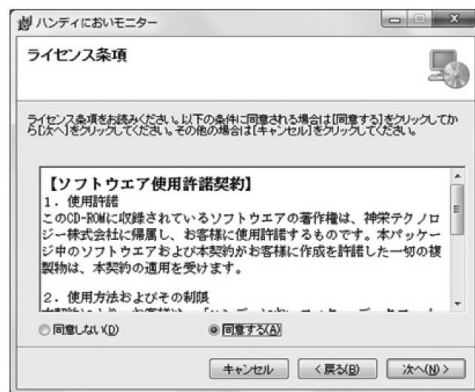 ハンディにおいモニター
ライセンス条項
ライセンス条項をお読みください。以下の条件に同意される場合は[同意する]をクリックしてか
ら[次へ]をクリックしてください。その他の場合は[キャンセル]をクリックしてください。
【ソフトウエア使用許諾契約】
1. 使用許諾
このCD-ROMに収録されているソフトウエアの著作権は、神栄テクノロ
ジー株式会社に帰属し、お客様に使用許諾するものです。本パッケー
ジ中のソフトウエアおよび本契約がお客様に作成を許諾した一切の複
製物は、本契約の適用を受けます。
2. 使用方法およびその制限
同意しない(D)
同意する(A)
キャンセル
< 戻る(B)
次へ(N) >